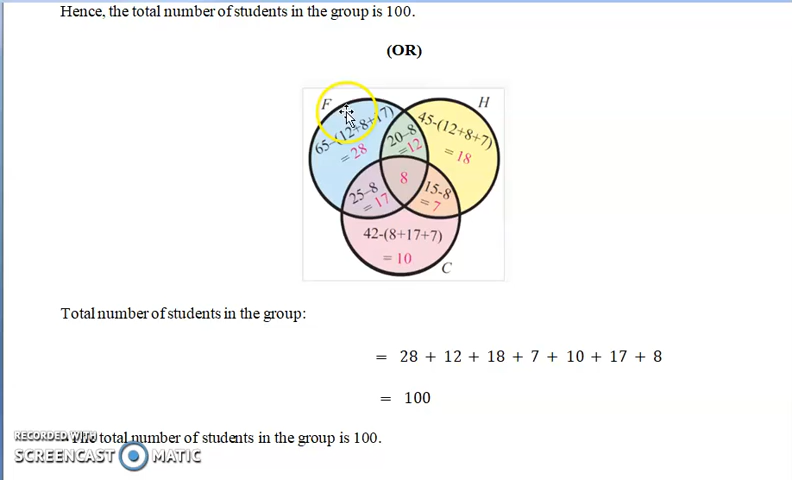 Hence, the total number of students in the group is 100.
(OR)
F
H
65-(12+8+17)
= 28
20-8
=12
45-(12+8+7)
= 18
8
25-8
= 17
15-8
= 7
42-(8+17+7)
= 10
C
Total number of students in the group:
= 28 + 12 + 18 + 7 + 10 + 17 + 8
= 100
The total number of students in the group is 100.
RECORDED WITH
SCREENCAST MATIC